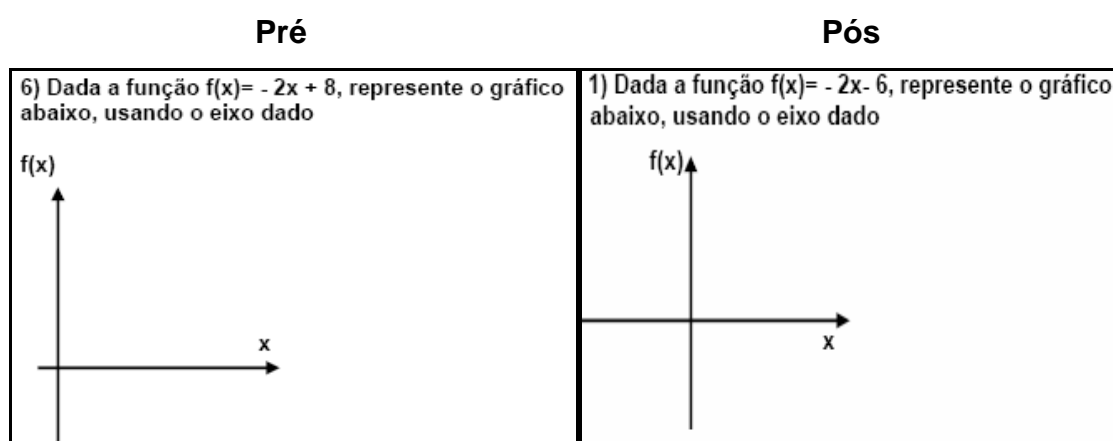 Pré
Pós
6) Dada a função f(x)= - 2x + 8, represente o gráfico
abaixo, usando o eixo dado
f(x)
x
1) Dada a função f(x)= - 2x- 6, represente o gráfico
abaixo, usando o eixo dado
f(x)
x